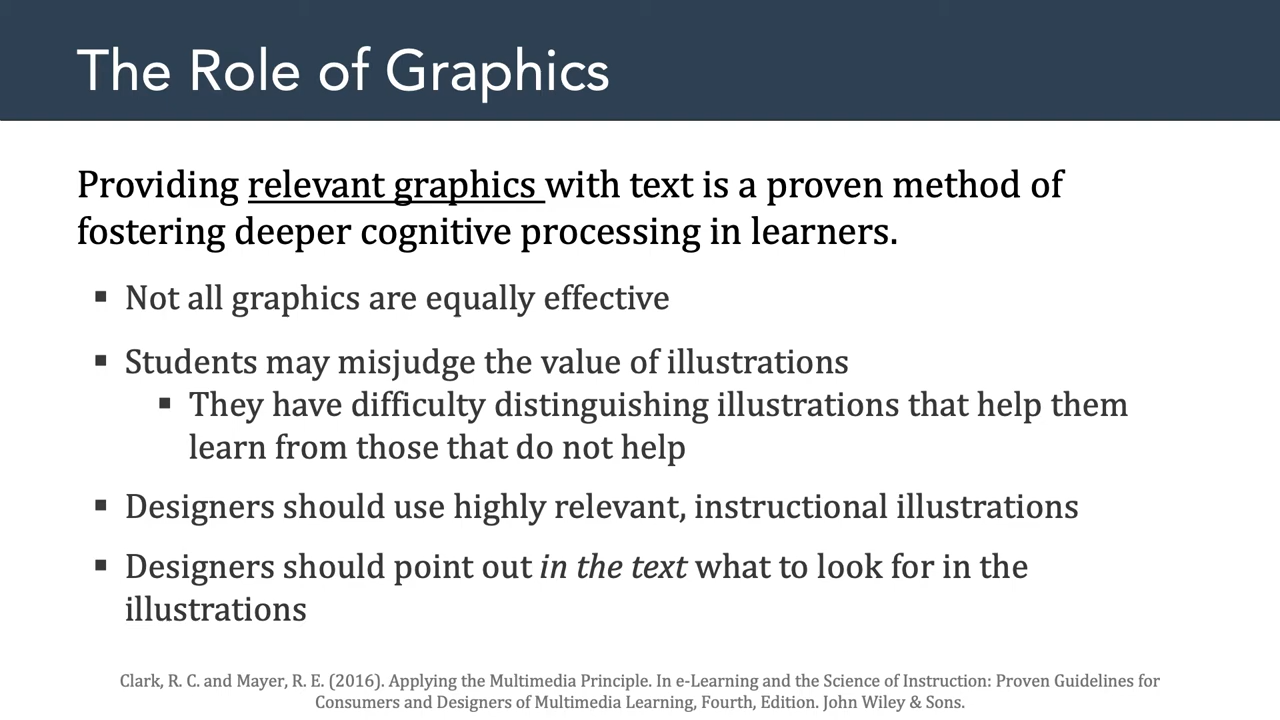 The Role of Graphics
Providing relevant graphics with text is a proven method of
fostering deeper cognitive processing in learners.
▪ Not all graphics are equally effective
▪ Students may misjudge the value of illustrations
▪ They have difficulty distinguishing illustrations that help them
learn from those that do not help
▪ Designers should use highly relevant, instructional illustrations
▪ Designers should point out in the text what to look for in the
illustrations
Clark, R. C. and Mayer, R. E. (2016). Applying the Multimedia Principle. In e-Learning and the Science of Instruction: Proven Guidelines for
Consumers and Designers of Multimedia Learning, Fourth, Edition. John Wiley & Sons.